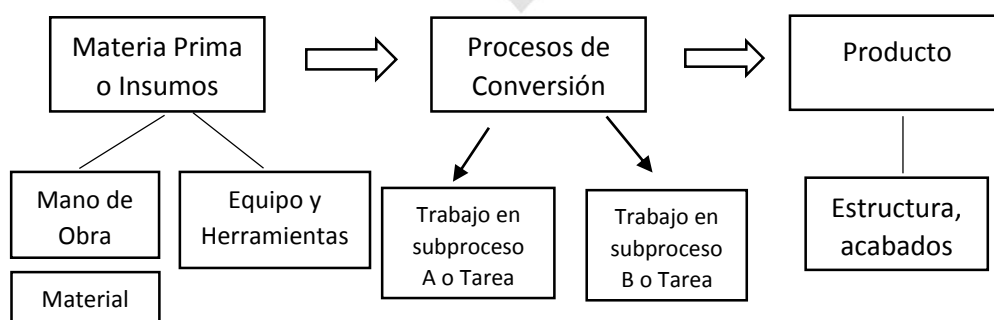 Materia Prima
o Insumos
Procesos de
Conversión
Producto
Mano de
Obra
Equipo y
Herramientas
Trabajo en
subproceso
A o Tarea
Trabajo en
subproceso
B o Tarea
Estructura,
acabados
Material